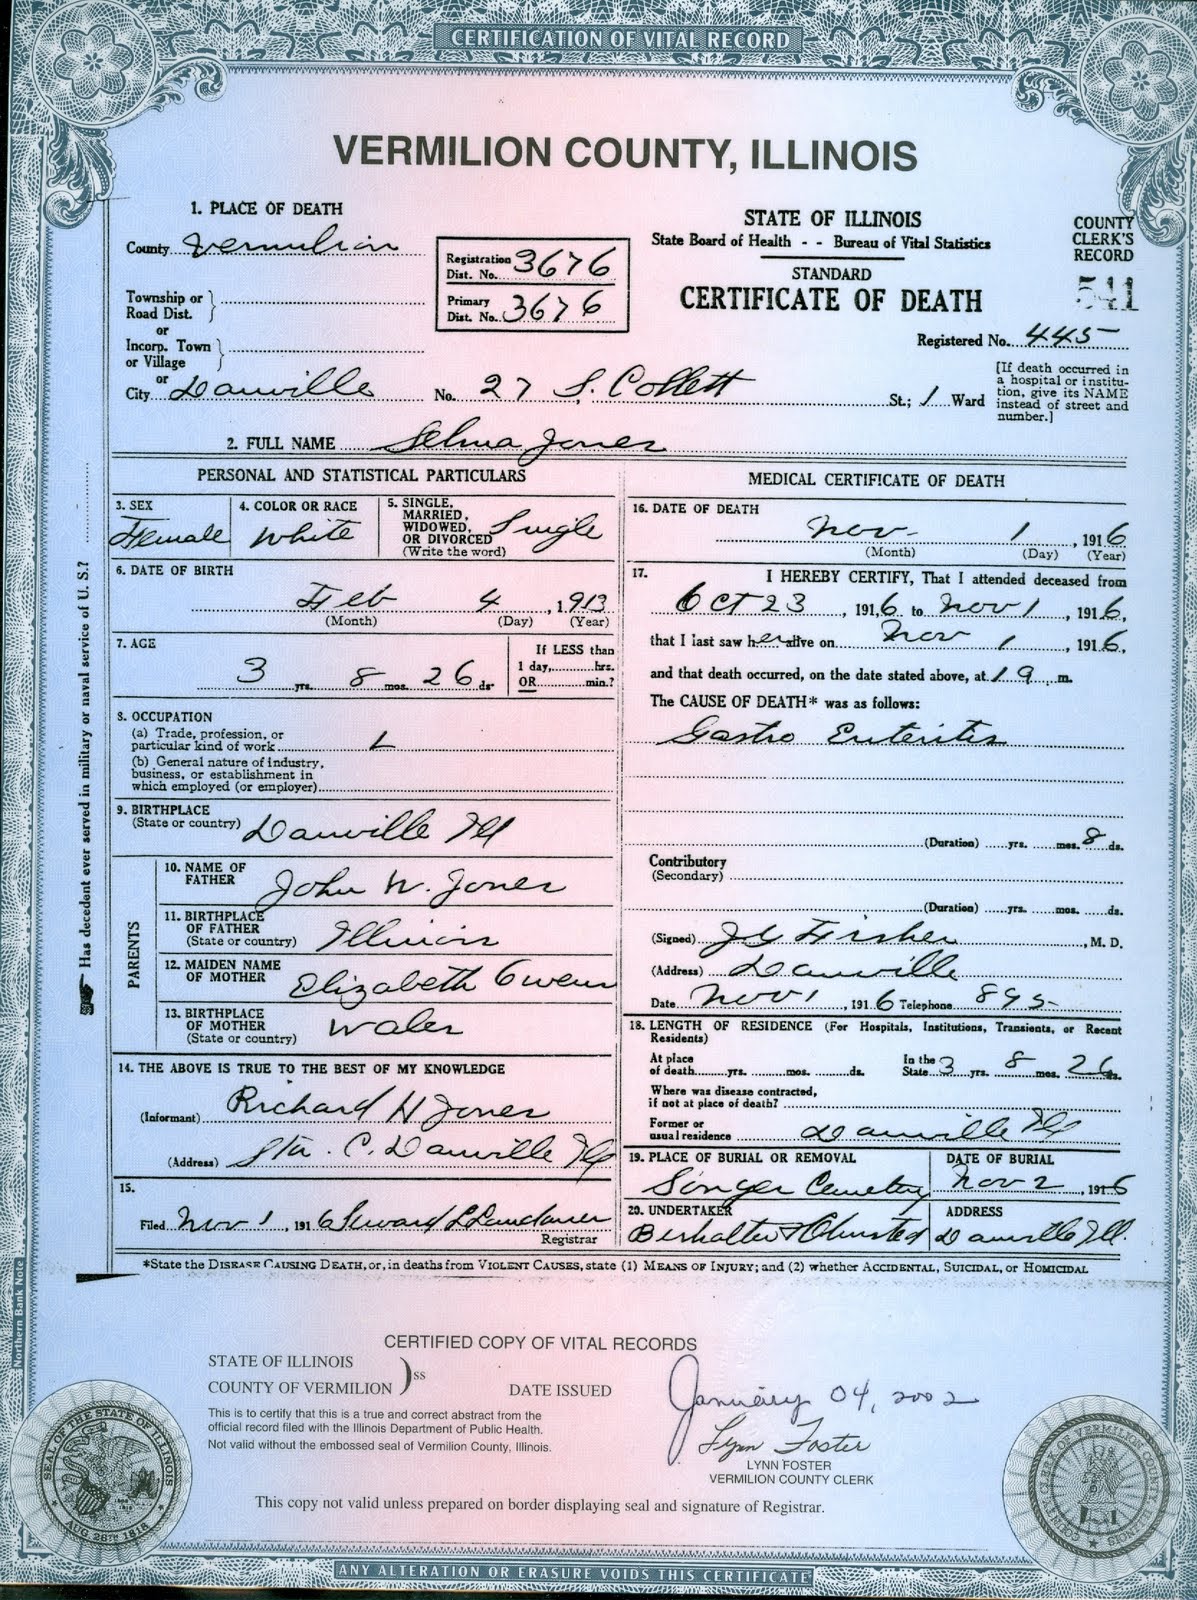 CERTIFICATION OF VITAL RECORD
VERMILION COUNTY, ILLINOIS
1. PLACE OF DEATH
County Vermilion
Township or
Road Dist.
or
Incorp. Town
or Village
or
City Danville
Registration
Dist. No. 3676
Primary
Dist. No. 3676
STATE OF ILLINOIS
State Board of Health - - Bureau of Vital Statistics
STANDARD
CERTIFICATE OF DEATH
COUNTY
CLERK'S
RECORD
541
Registered No. 445
No. 27 S. Collett St.; 1 Ward
[If death occurred in
a hospital or institu-
tion, give its NAME
instead of street and
number.]
2. FULL NAME Selma Jones
Has decedent ever served in military or naval service of U. S.?
PERSONAL AND STATISTICAL PARTICULARS
3. SEX
Female
4. COLOR OR RACE
White
5. SINGLE,
MARRIED,
WIDOWED,
OR DIVORCED
(Write the word)
Single
6. DATE OF BIRTH
Feb 4, 1913
(Month) (Day) (Year)
7. AGE
3 yrs. 8 mos. 26 ds.
If LESS than
1 day, hrs.
OR min.?
8. OCCUPATION
(a) Trade, profession, or
particular kind of work
(b) General nature of industry,
business, or establishment in
which employed (or employer)
9. BIRTHPLACE
(State or country) Danville Ill
PARENTS
10. NAME OF
FATHER John W. Jones
11. BIRTHPLACE
OF FATHER
(State or country) Illinois
12. MAIDEN NAME
OF MOTHER Elizabeth Owens
13. BIRTHPLACE
OF MOTHER
(State or country) Wales
14. THE ABOVE IS TRUE TO THE BEST OF MY KNOWLEDGE
(Informant) Richard H Jones
(Address) Sta. C. Danville Ill
15.
Filed Nov 1, 1916
Registrar
MEDICAL CERTIFICATE OF DEATH
16. DATE OF DEATH
Nov. 1, 1916
(Month) (Day) (Year)
17. I HEREBY CERTIFY, That I attended deceased from
Oct 23, 1916, to Nov 1, 1916,
that I last saw her alive on Nov 1, 1916,
and that death occurred, on the date stated above, at m.
The CAUSE OF DEATH* was as follows:
Gastro Enteritis
(Duration) yrs. mos. 8 ds.
Contributory
(Secondary)
(Duration) yrs. mos. ds.
(Signed) Fisher, M. D.
(Address) Danville
Date Nov 1, 1916 Telephone 895
18. LENGTH OF RESIDENCE (For Hospitals, Institutions, Transients, or Recent
Residents)
At place
of death yrs. mos. ds.
In the
State 3 yrs. 8 mos. 26 ds.
Where was disease contracted,
if not at place of death?
Former or
usual residence Danville Ill
19. PLACE OF BURIAL OR REMOVAL
Songer Cemetery
DATE OF BURIAL
Nov 2, 1916
20. UNDERTAKER
Berhalter & Olmsted
ADDRESS
Danville Ill.
*State the DISEASE CAUSING DEATH, or, in deaths from VIOLENT CAUSES, state (1) MEANS OF INJURY; and (2) whether ACCIDENTAL, SUICIDAL, or HOMICIDAL
Northern Bank Note
CERTIFIED COPY OF VITAL RECORDS
STATE OF ILLINOIS
COUNTY OF VERMILION
)ss
DATE ISSUED January 04, 2002
This is to certify that this is a true and correct abstract from the
official record filed with the Illinois Department of Public Health.
Not valid without the embossed seal of Vermilion County, Illinois.
Lynn Foster
LYNN FOSTER
VERMILION COUNTY CLERK
This copy not valid unless prepared on border displaying seal and signature of Registrar.
SEAL OF THE STATE OF ILLINOIS
AUG. 26TH 1818
COUNTY CLERK OF VERMILION COUNTY, ILLINOIS
ANY ALTERATION OR ERASURE VOIDS THIS CERTIFICATE